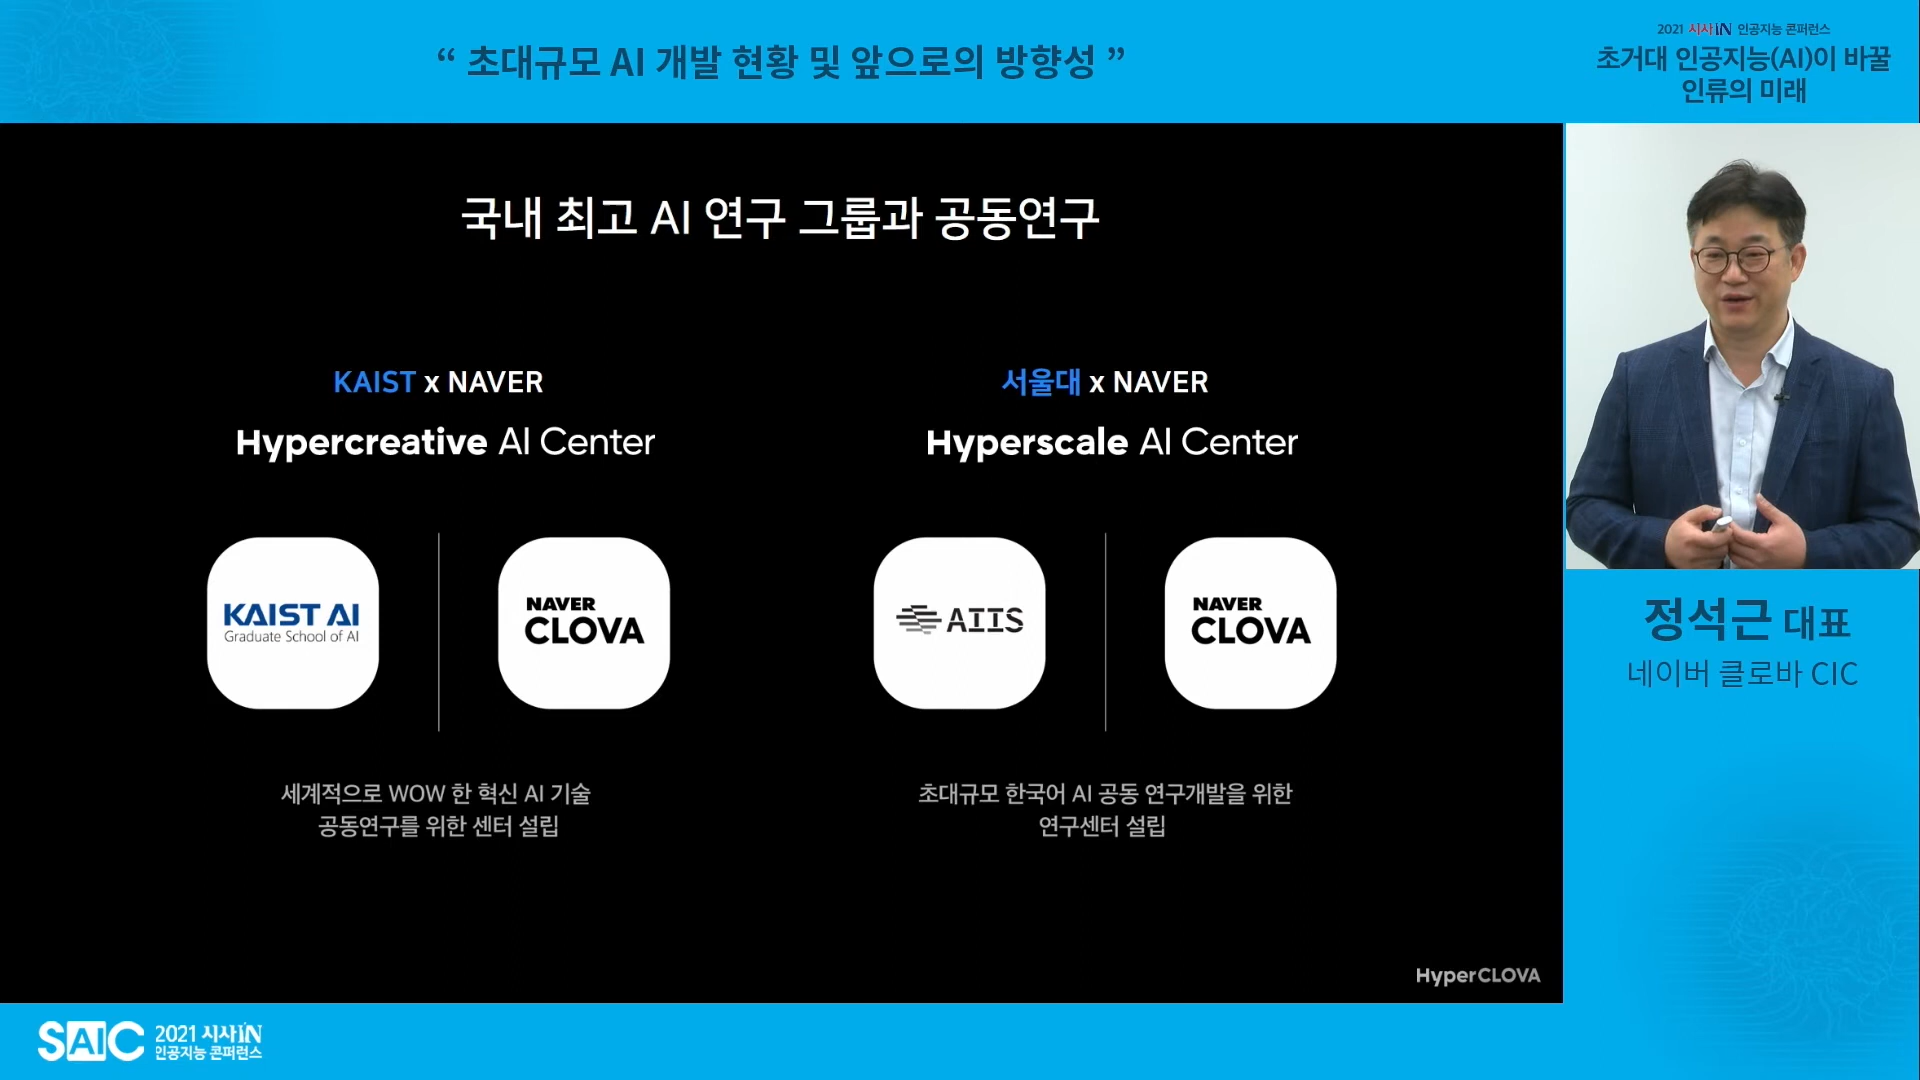 “ 초대규모 AI 개발 현황 및 앞으로의 방향성 ”
2021 시사IN 인공지능 콘퍼런스
초거대 인공지능(AI)이 바꿀
인류의 미래
국내 최고 AI 연구 그룹과 공동연구
KAIST x NAVER
Hypercreative AI Center
KAIST AI
Graduate School of AI
NAVER
CLOVA
세계적으로 WOW 한 혁신 AI 기술
공동연구를 위한 센터 설립
서울대 x NAVER
Hyperscale AI Center
AIIS
NAVER
CLOVA
초대규모 한국어 AI 공동 연구개발을 위한
연구센터 설립
HyperCLOVA
정석근 대표
네이버 클로바 CIC
SAIC
2021 시사IN
인공지능 콘퍼런스